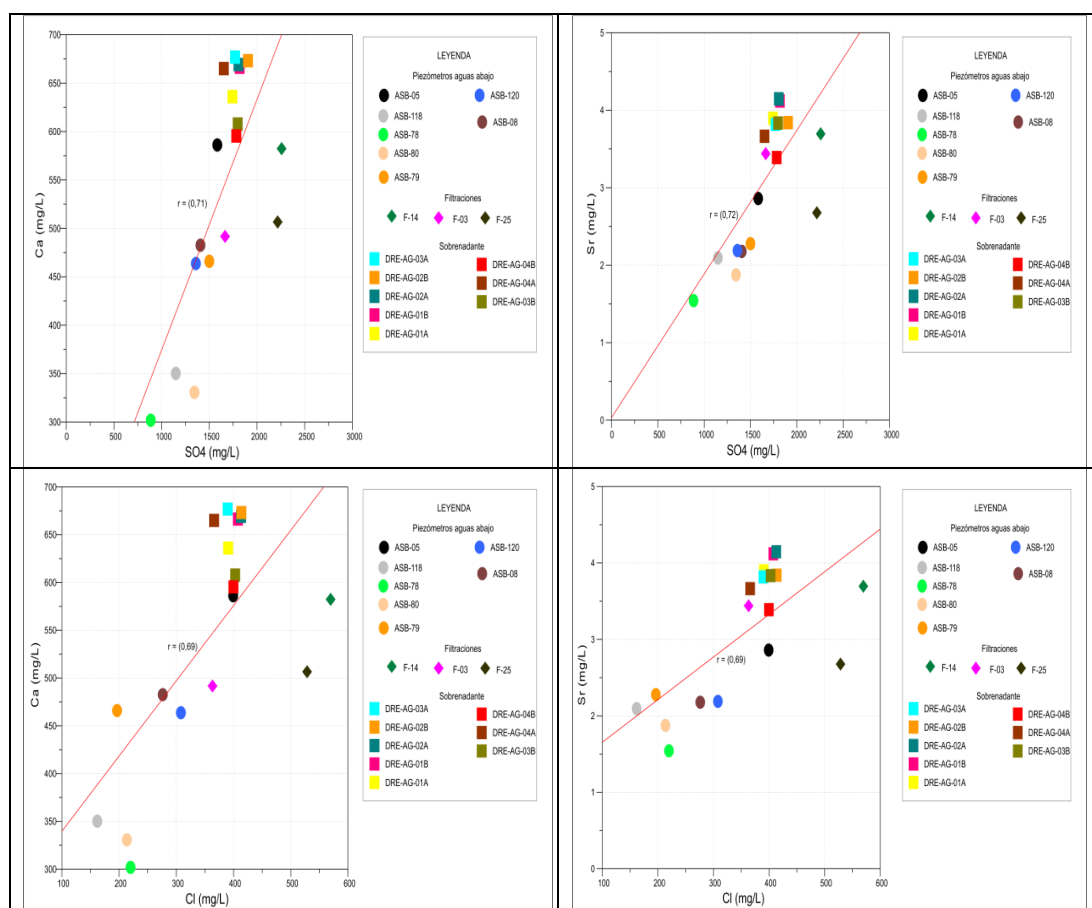 700
650
600
550
500
450
400
350
300
Ca (mg/L)
r = (0,71)
0 500 1000 1500 2000 2500 3000
SO4 (mg/L)
LEYENDA
Piezómetros aguas abajo
ASB-05 ASB-120
ASB-118 ASB-08
ASB-78
ASB-80
ASB-79
Filtraciones
F-14 F-03 F-25
Sobrenadante
DRE-AG-03A DRE-AG-04B
DRE-AG-02B DRE-AG-04A
DRE-AG-02A DRE-AG-03B
DRE-AG-01B
DRE-AG-01A
5
4
3
2
1
0
Sr (mg/L)
r = (0,72)
0 500 1000 1500 2000 2500 3000
SO4 (mg/L)
LEYENDA
Piezómetros aguas abajo
ASB-05 ASB-120
ASB-118 ASB-08
ASB-78
ASB-80
ASB-79
Filtraciones
F-14 F-03 F-25
Sobrenadante
DRE-AG-03A DRE-AG-04B
DRE-AG-02B DRE-AG-04A
DRE-AG-02A DRE-AG-03B
DRE-AG-01B
DRE-AG-01A
700
650
600
550
500
450
400
350
300
Ca (mg/L)
r = (0,69)
100 200 300 400 500 600
Cl (mg/L)
LEYENDA
Piezómetros aguas abajo
ASB-05 ASB-120
ASB-118 ASB-08
ASB-78
ASB-80
ASB-79
Filtraciones
F-14 F-03 F-25
Sobrenadante
DRE-AG-03A DRE-AG-04B
DRE-AG-02B DRE-AG-04A
DRE-AG-02A DRE-AG-03B
DRE-AG-01B
DRE-AG-01A
5
4
3
2
1
0
Sr (mg/L)
r = (0,69)
100 200 300 400 500 600
Cl (mg/L)
LEYENDA
Piezómetros aguas abajo
ASB-05 ASB-120
ASB-118 ASB-08
ASB-78
ASB-80
ASB-79
Filtraciones
F-14 F-03 F-25
Sobrenadante
DRE-AG-03A DRE-AG-04B
DRE-AG-02B DRE-AG-04A
DRE-AG-02A DRE-AG-03B
DRE-AG-01B
DRE-AG-01A